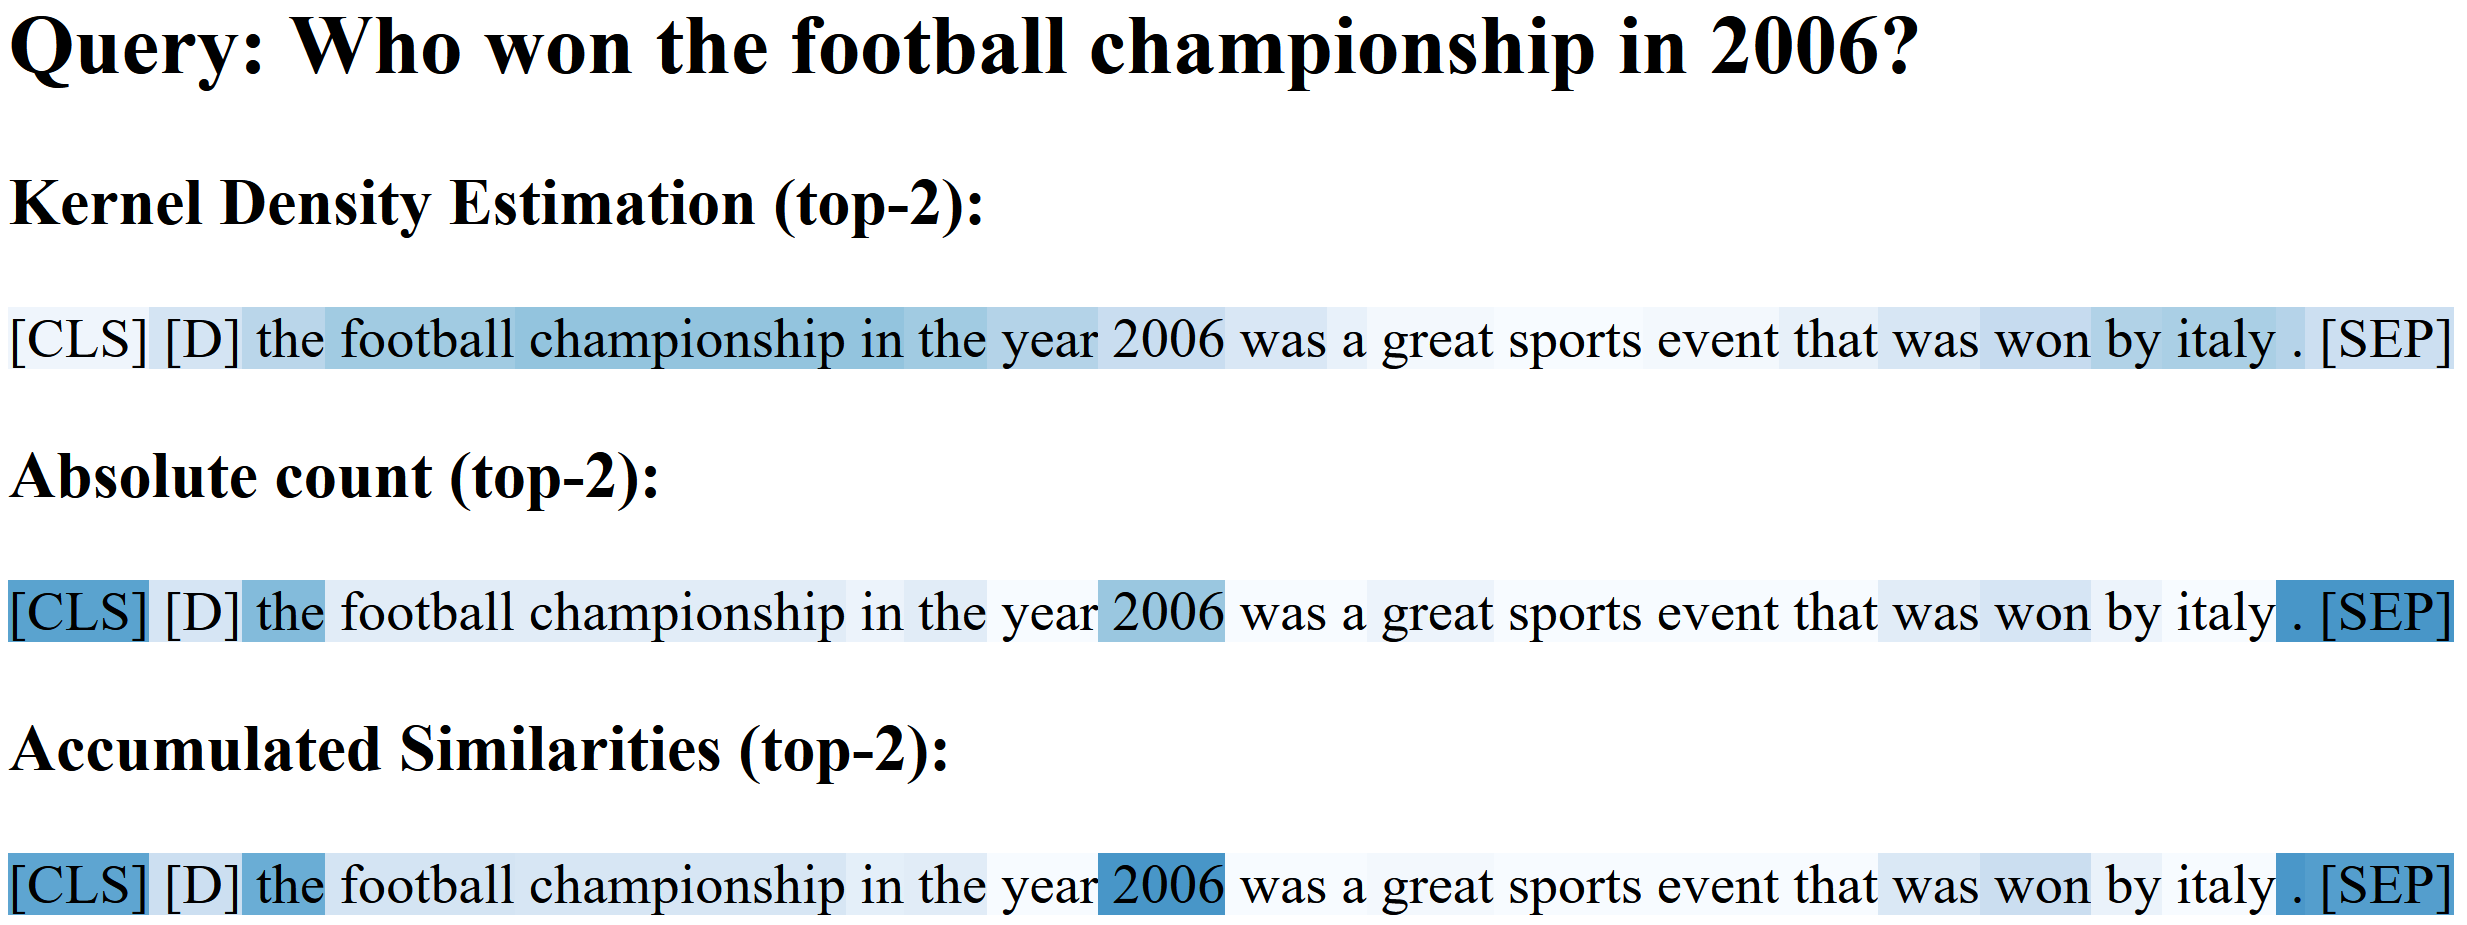 Query: Who won the football championship in 2006?
Kernel Density Estimation (top-2):
[CLS] [D] the football championship in the year 2006 was a great sports event that was won by italy . [SEP]
Absolute count (top-2):
[CLS] [D] the football championship in the year 2006 was a great sports event that was won by italy . [SEP]
Accumulated Similarities (top-2):
[CLS] [D] the football championship in the year 2006 was a great sports event that was won by italy . [SEP]